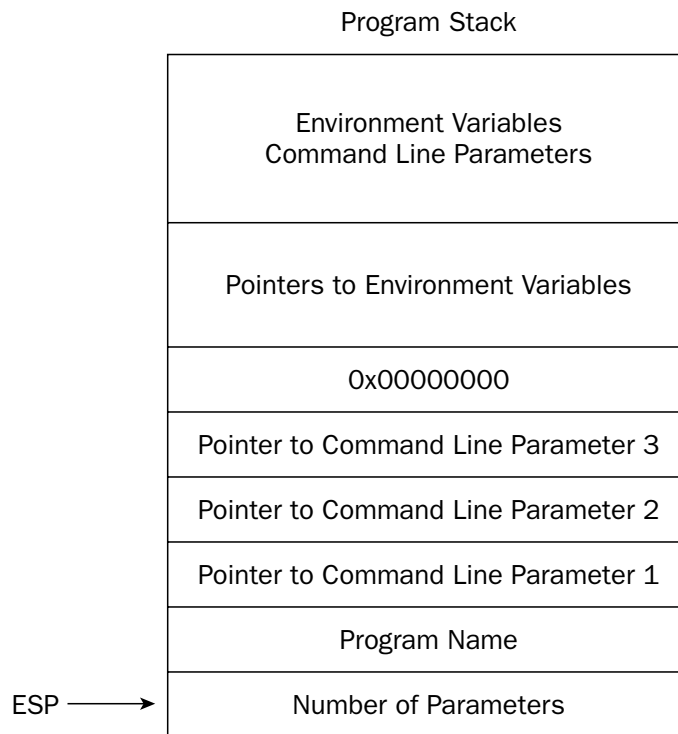 Program Stack
Environment Variables
Command Line Parameters
Pointers to Environment Variables
0x00000000
Pointer to Command Line Parameter 3
Pointer to Command Line Parameter 2
Pointer to Command Line Parameter 1
Program Name
ESP
Number of Parameters